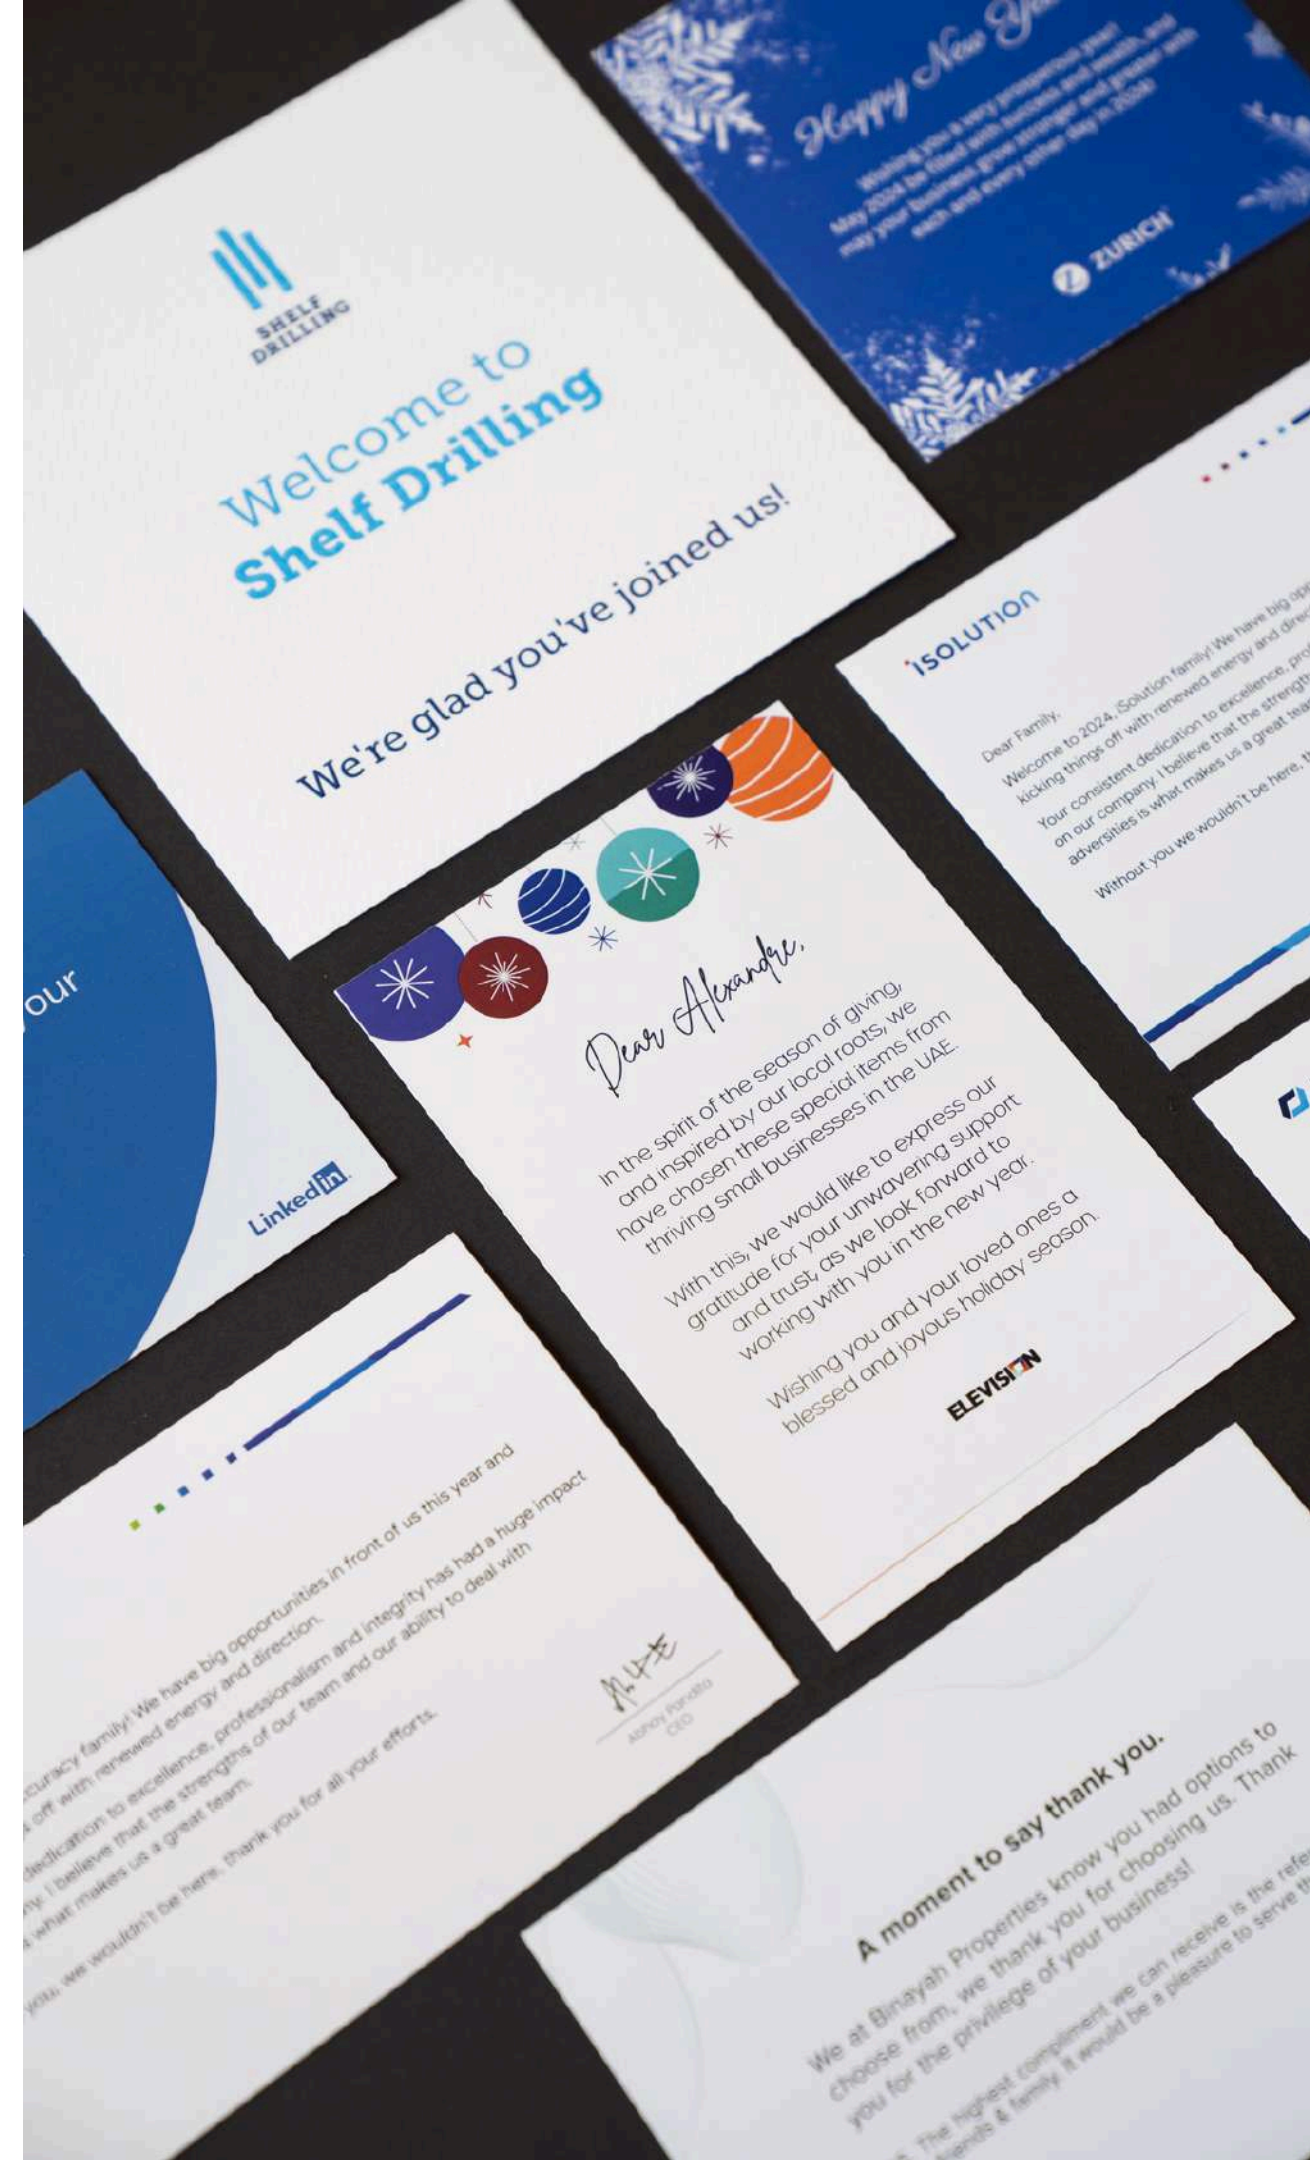 SHELF
DRILLING
Welcome to
Shelf Drilling
We're glad you've joined us!
Happy New
Wishing you a very prosperous year!
May 2024 be filled with success and wealth, and
may your business grow stronger and greater with
each and every other day in 2024!
ZURICH
iSOLUTION
Dear Family,
Welcome to 2024, iSolution family! We have big
kicking things off with renewed energy and
Your consistent dedication to excellence,
on our company. I believe that the
adversities is what makes us a great
Without you we wouldn't be here,
our
Linkedin
Dear Alexandre,
In the spirit of the season of giving,
and inspired by our local roots, we
have chosen these special items from
thriving small businesses in the UAE.
With this, we would like to express our
gratitude for your unwavering support
and trust, as we look forward to
working with you in the new year.
Wishing you and your loved ones a
blessed and joyous holiday season.
ELEVISION
family! We have big opportunities in front of us this year and
off with renewed energy and direction.
dedication to excellence, professionalism and integrity has had a huge impact
I believe that the strengths of our team and our ability to deal with
what makes us a great team.
you, we wouldn't be here, thank you for all your efforts.
Abhay Pandita
CEO
A moment to say thank you.
We at Binayah Properties know you had options to
choose from, we thank you for choosing us. Thank
you for the privilege of your business!
The highest compliment we can receive is the
& family. It would be a pleasure to serve